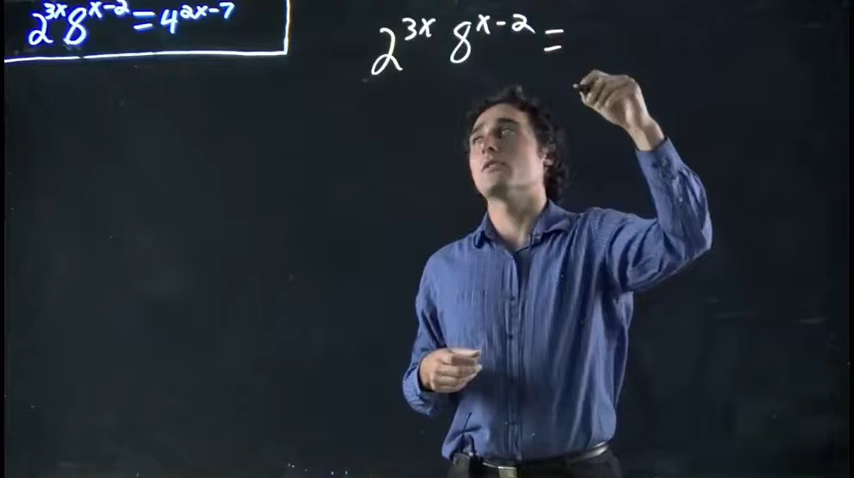 2^{3x} 8^{x-2} = 4^{2x-7}
2^{3x} 8^{x-2} =